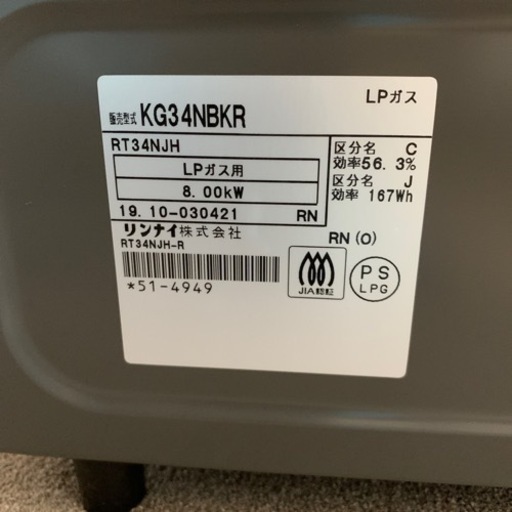 LPガス
販売型式 KG34NBKR
RT34NJH
LPガス用
8.00kW
区分名 C
効率56.3%
区分名 J
効率 167Wh
19.10-030421 RN
リンナイ株式会社
RN (0)
RT34NJH-R
*51-4949
JIA認証
PS
LPG